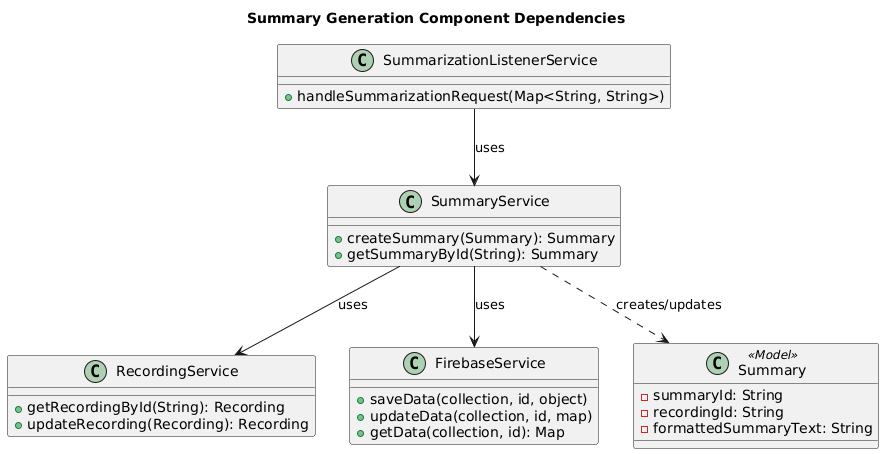 Summary Generation Component Dependencies
C SummarizationListenerService
handleSummarizationRequest(Map<String, String>)
uses
C SummaryService
createSummary(Summary): Summary
getSummaryById(String): Summary
uses
uses
creates/updates
C RecordingService
getRecordingById(String): Recording
updateRecording(Recording): Recording
C FirebaseService
saveData(collection, id, object)
updateData(collection, id, map)
getData(collection, id): Map
«Model»
C Summary
summaryId: String
recordingId: String
formattedSummaryText: String